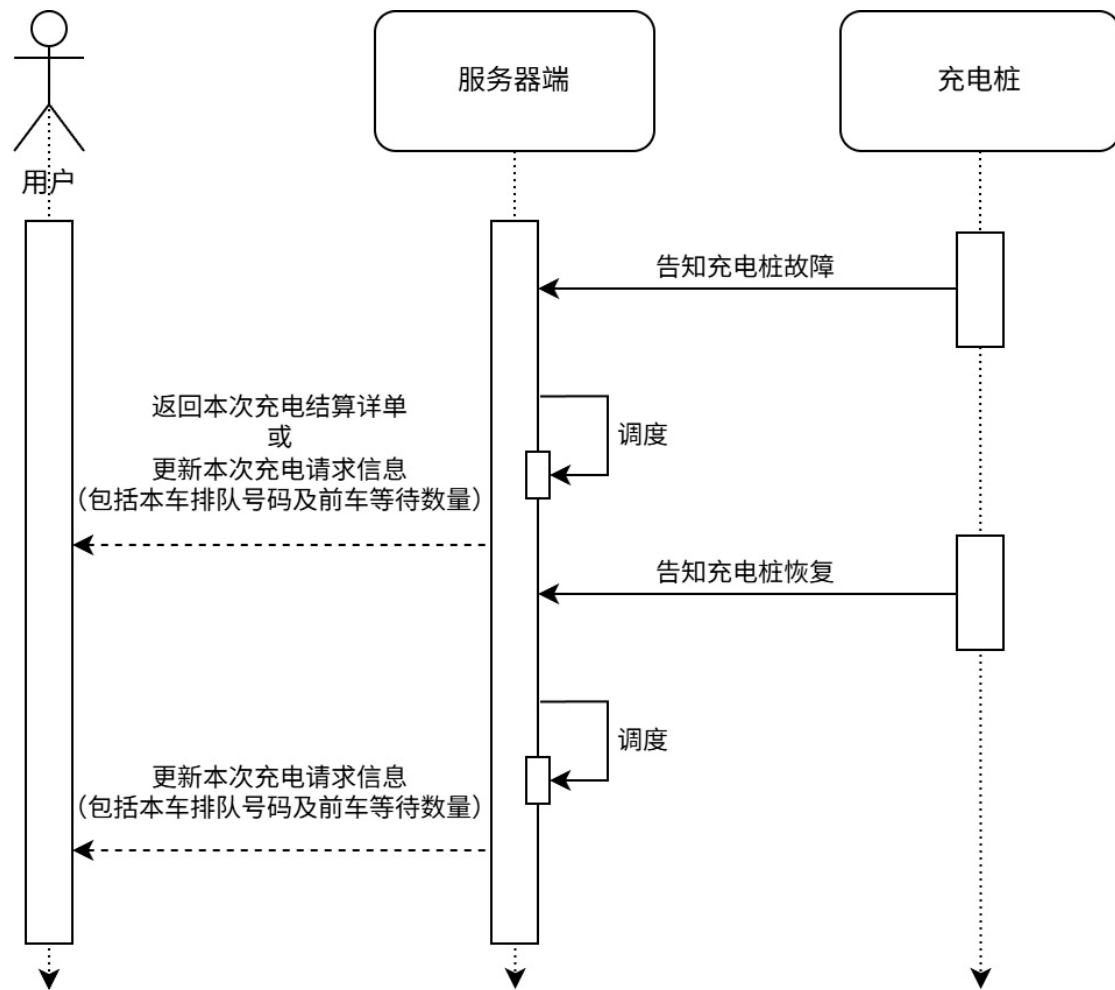 用户
服务器端
充电桩
告知充电桩故障
调度
返回本次充电结算详单
或
更新本次充电请求信息
（包括本车排队号码及前车等待数量）
告知充电桩恢复
调度
更新本次充电请求信息
（包括本车排队号码及前车等待数量）